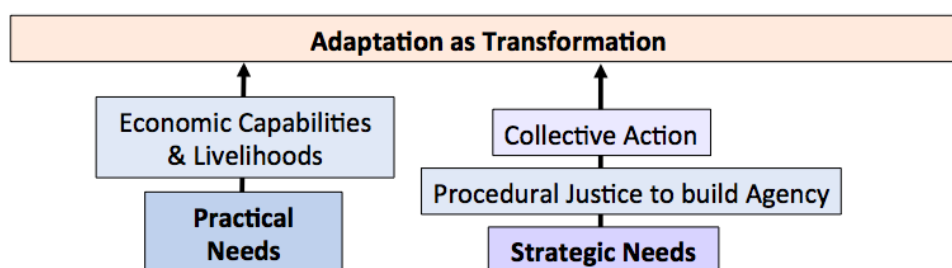 Adaptation as Transformation
Economic Capabilities
& Livelihoods
Collective Action
Procedural Justice to build Agency
Practical
Needs
Strategic Needs